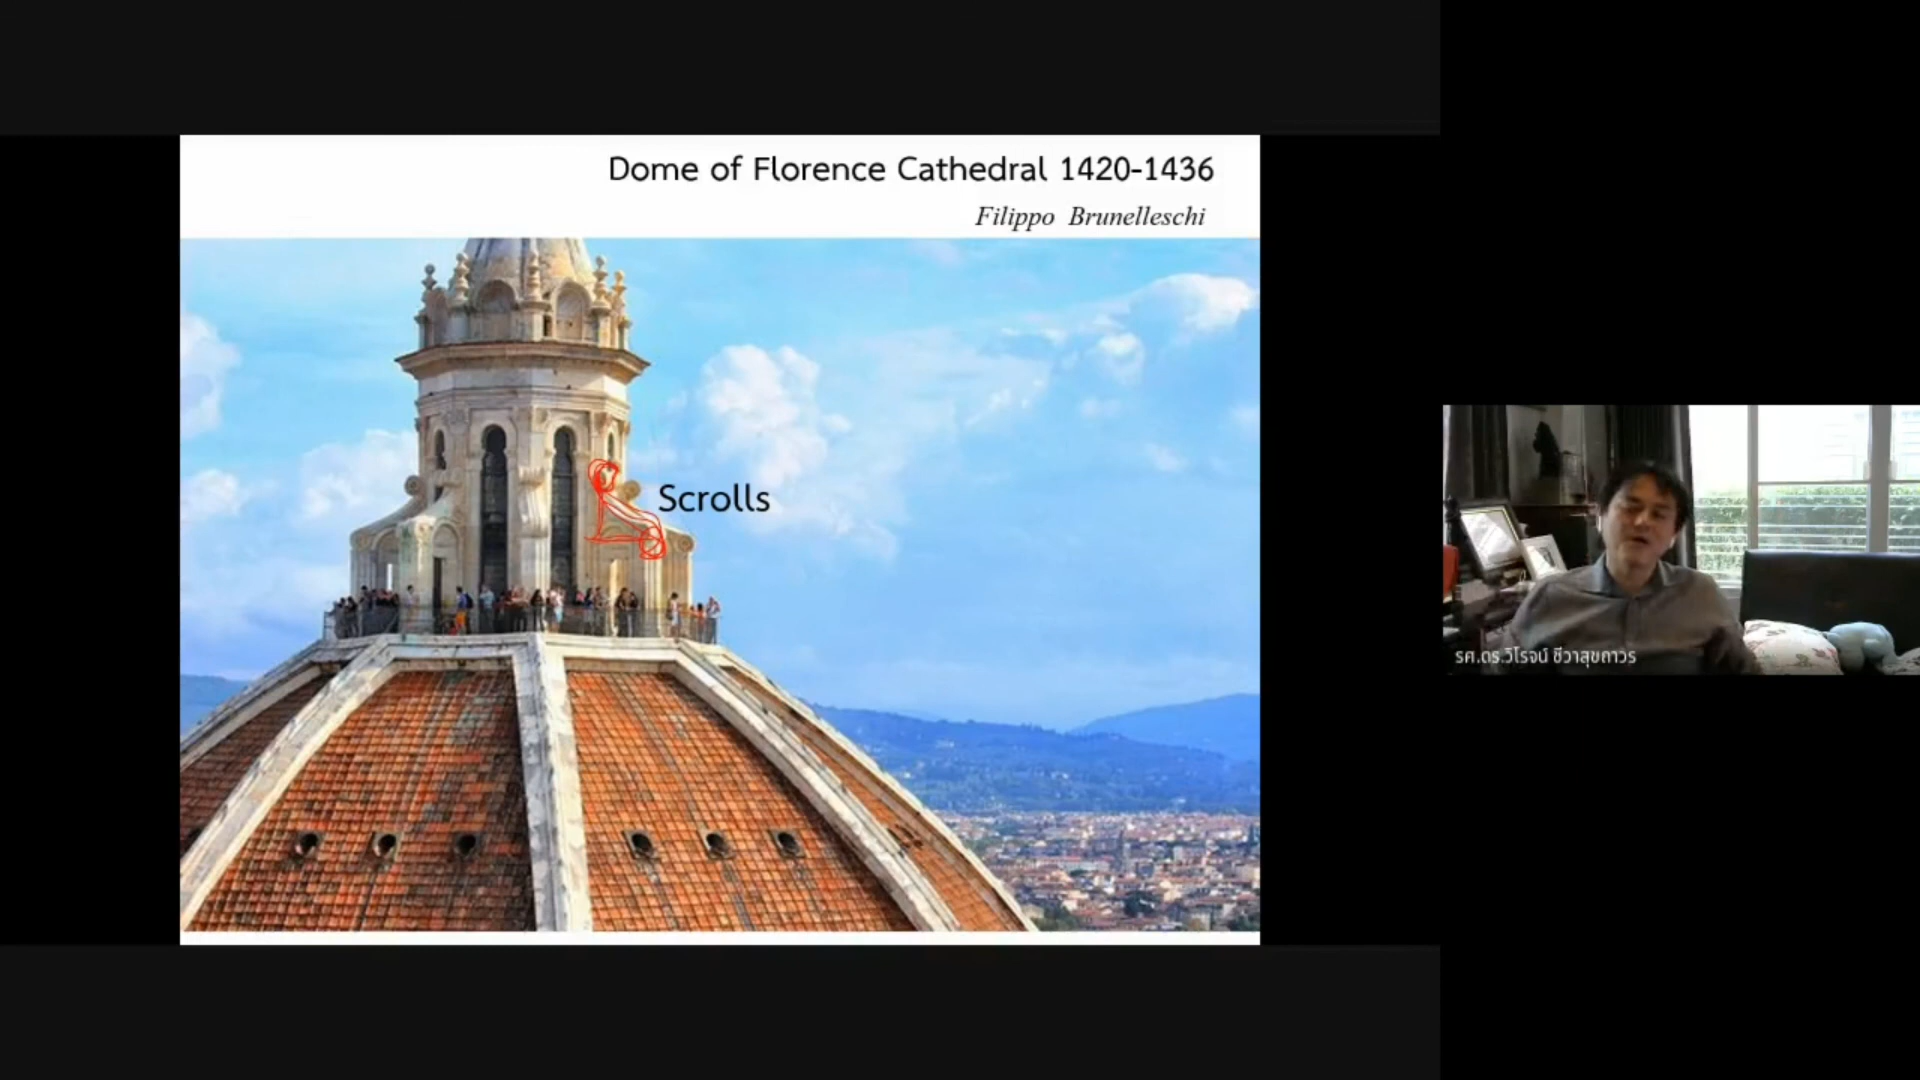 Dome of Florence Cathedral 1420-1436
Filippo Brunelleschi
Scrolls
รศ.ดร.วิโรจน์ ชีวาสุขถาวร